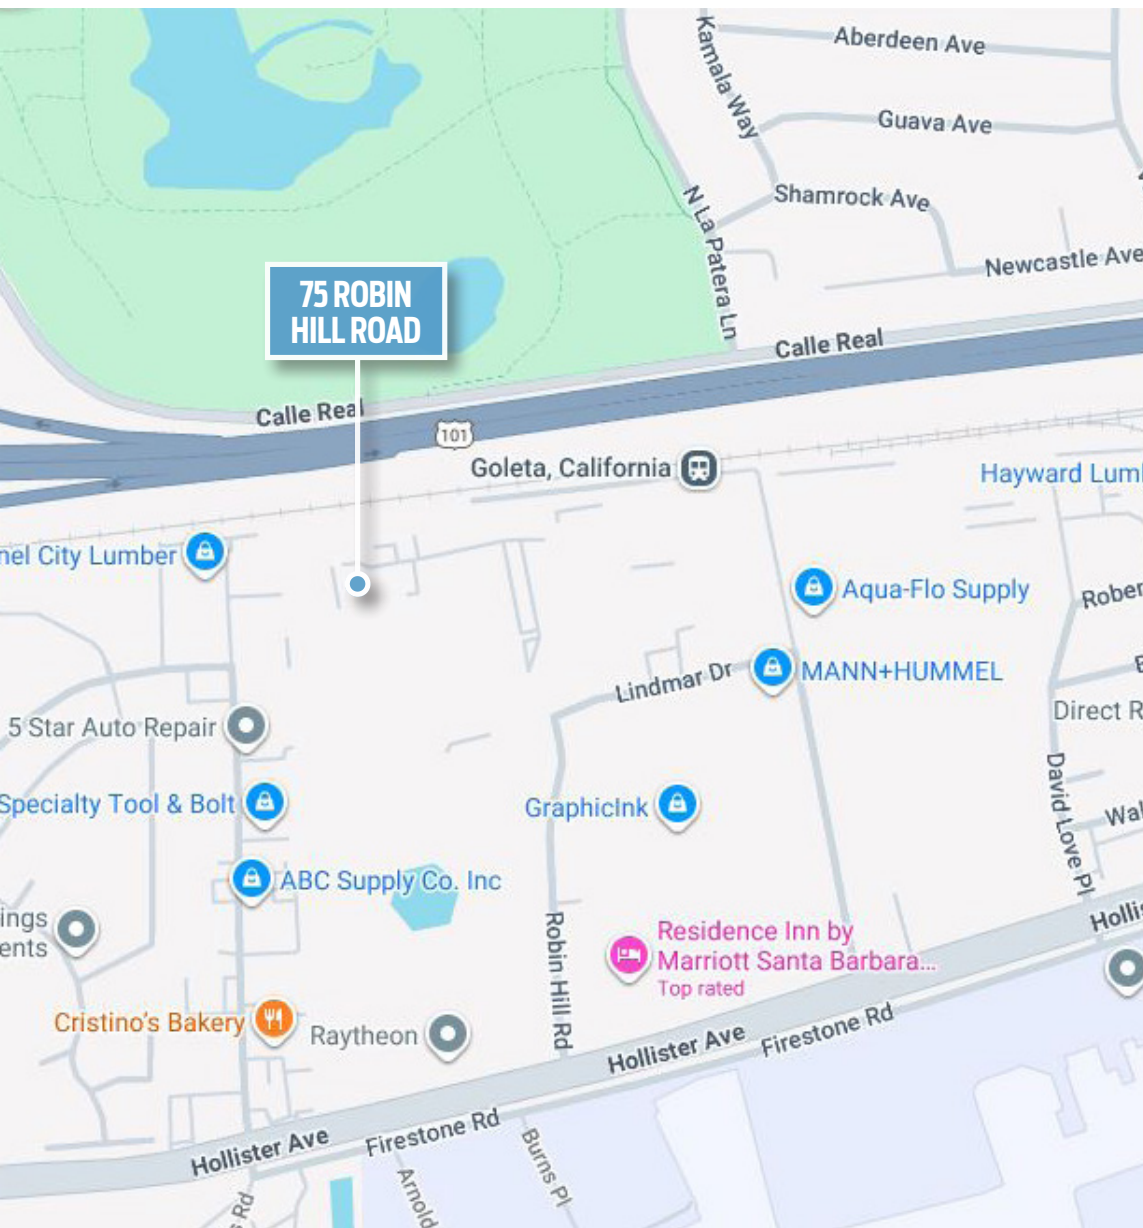 Kamala Way
Aberdeen Ave
Guava Ave
Shamrock Ave
N La Patera Ln
Newcastle Ave
75 ROBIN
HILL ROAD
Calle Real
Calle Real
101
Goleta, California
Hayward Luml
nel City Lumber
Aqua-Flo Supply
Rober
Lindmar Dr
MANN+HUMMEL
5 Star Auto Repair
Direct R
David Love Pl
Specialty Tool & Bolt
GraphicInk
Wal
ABC Supply Co. Inc
ings
ents
Robin Hill Rd
Residence Inn by
Marriott Santa Barbara...
Top rated
Hollis
Cristino's Bakery
Raytheon
Hollister Ave
Firestone Rd
Hollister Ave
Firestone Rd
Burns Pl
Arnold
s Rd